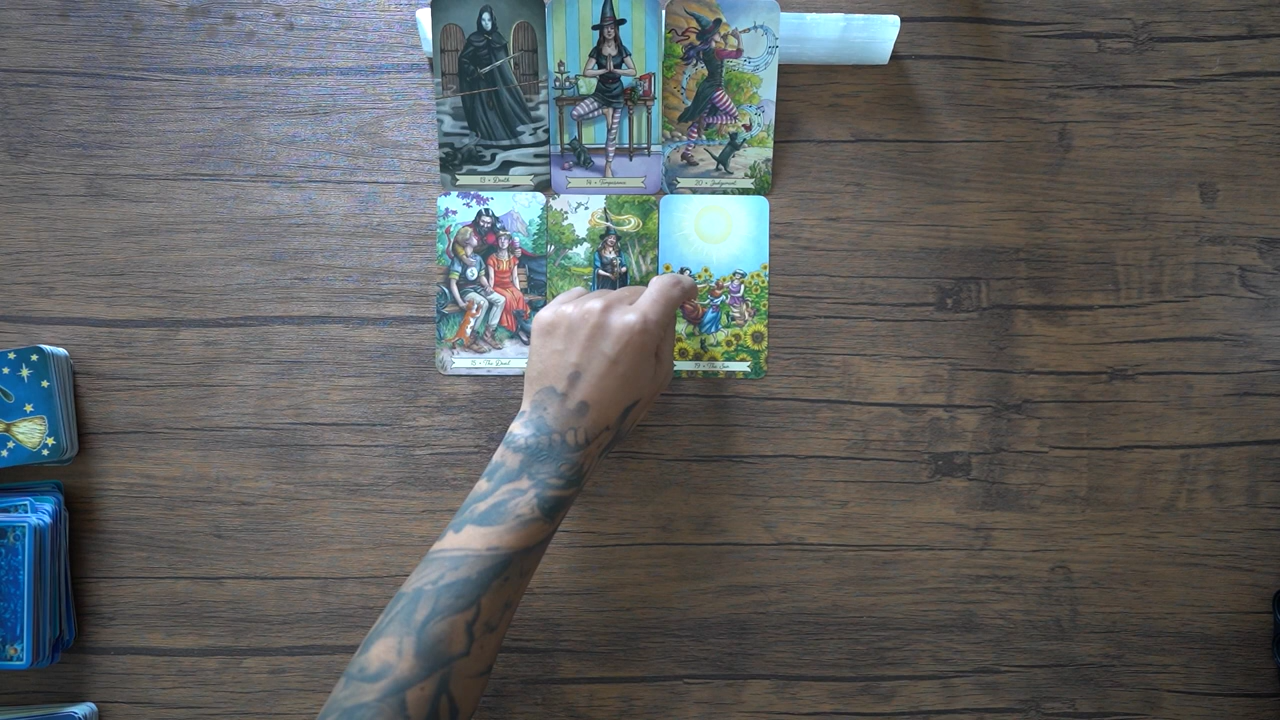 13 • Death
14 • Temperance
20 • Judgement
15 • The Devil
19 • The Sun